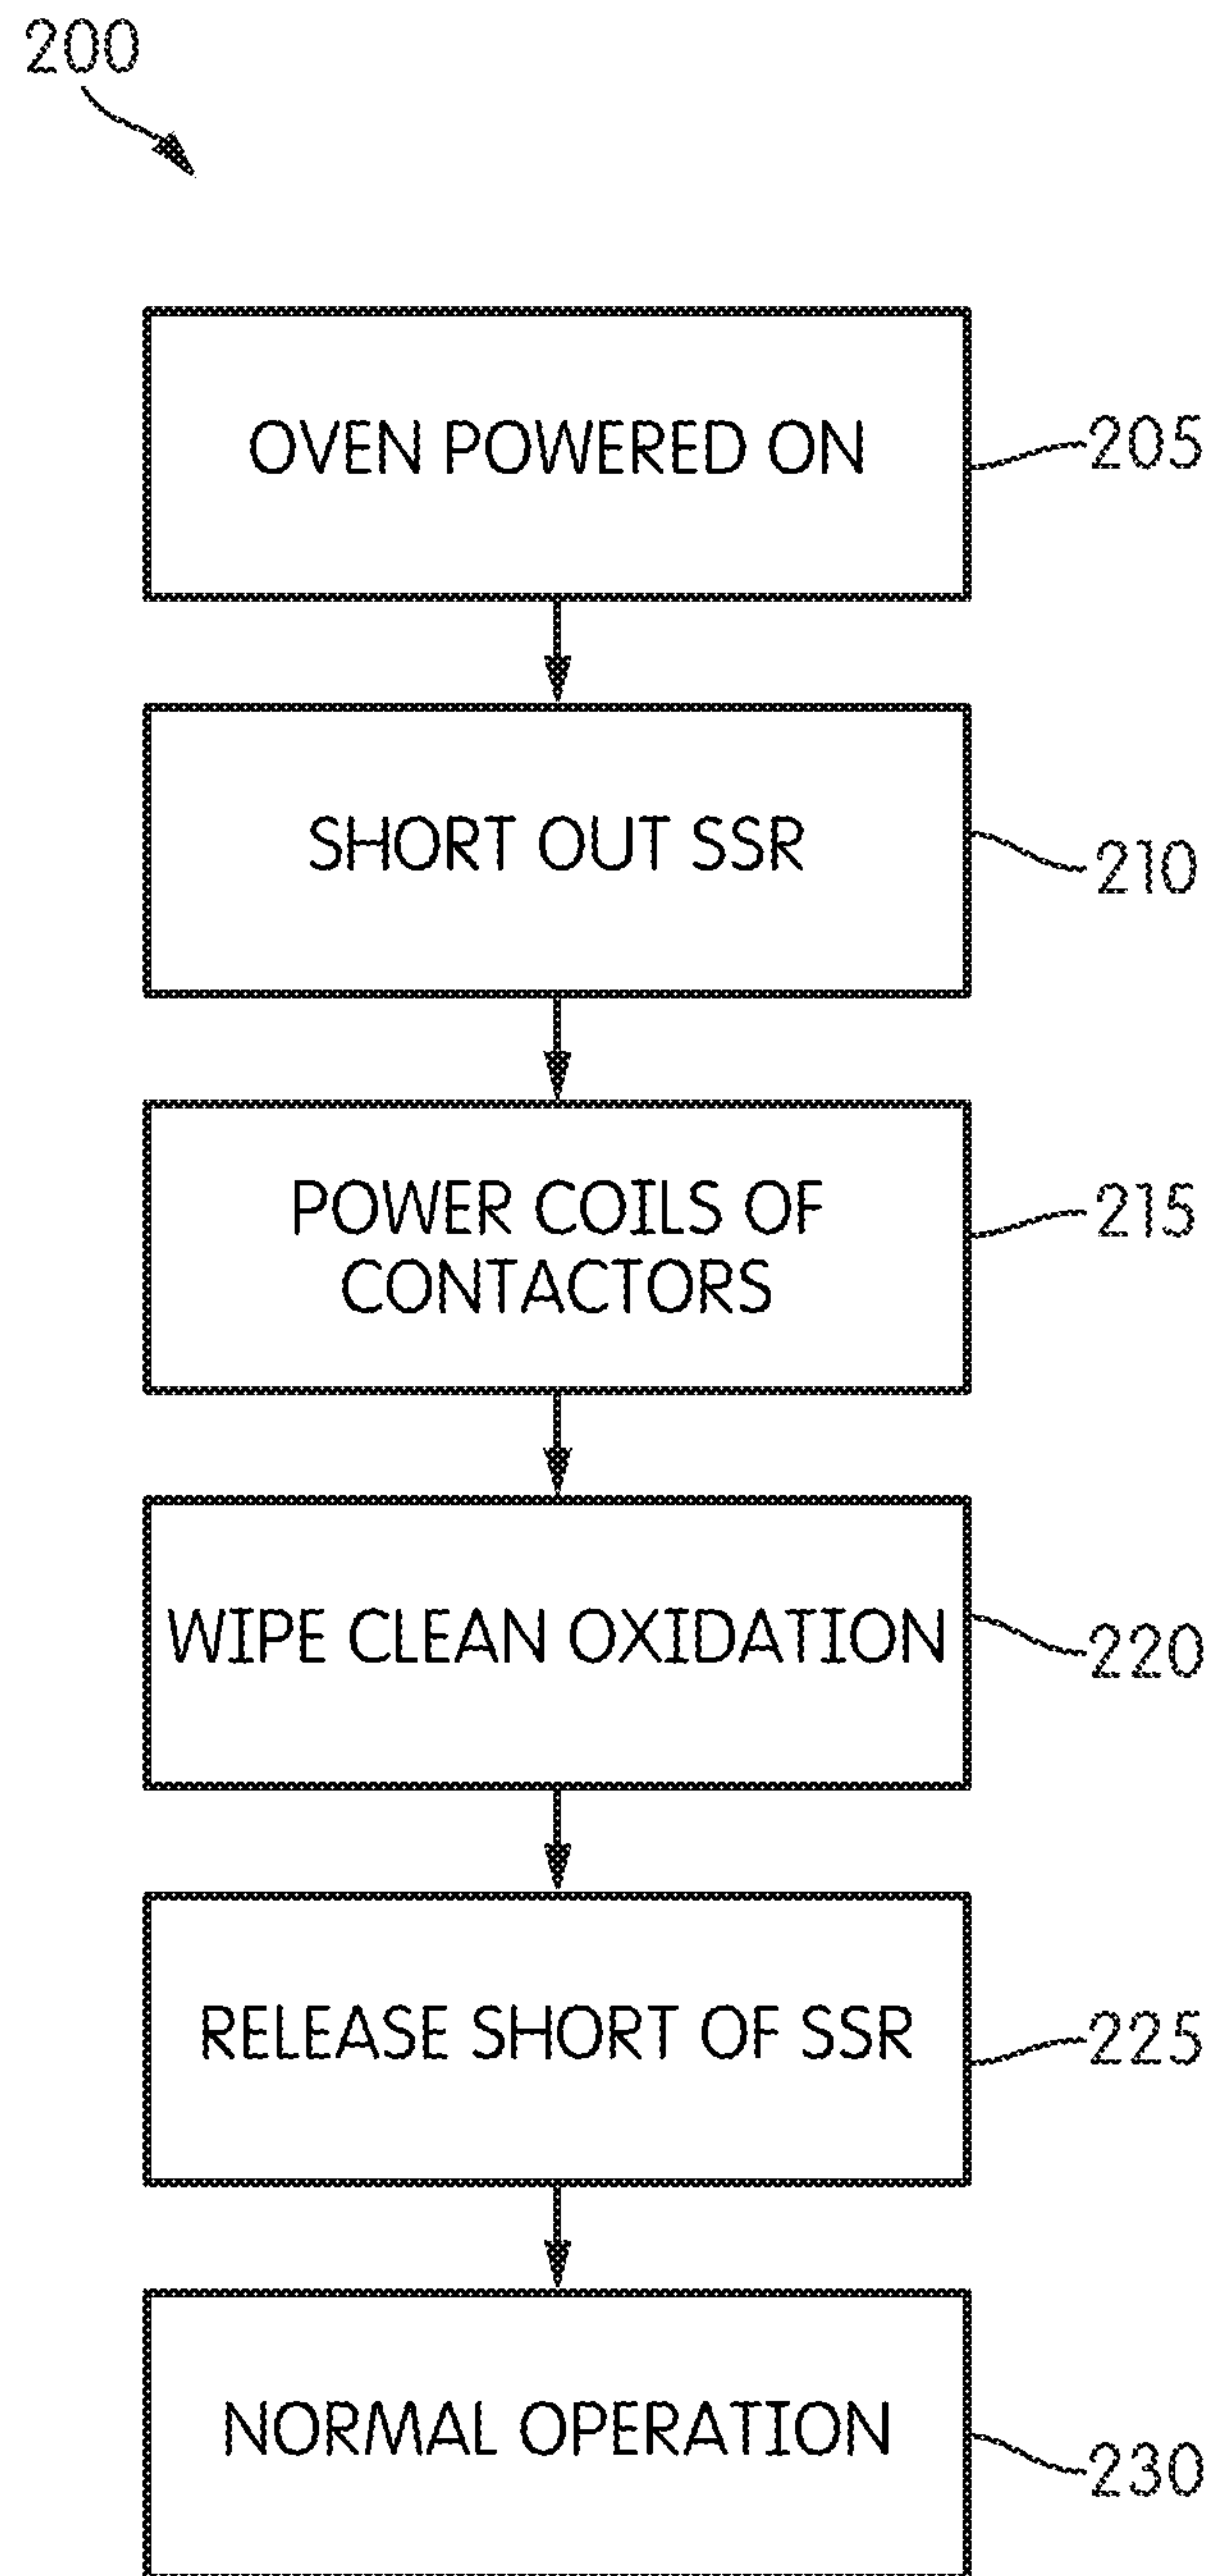 200
OVEN POWERED ON
205
SHORT OUT SSR
210
POWER COILS OF
CONTACTORS
215
WIPE CLEAN OXIDATION
220
RELEASE SHORT OF SSR
225
NORMAL OPERATION
230